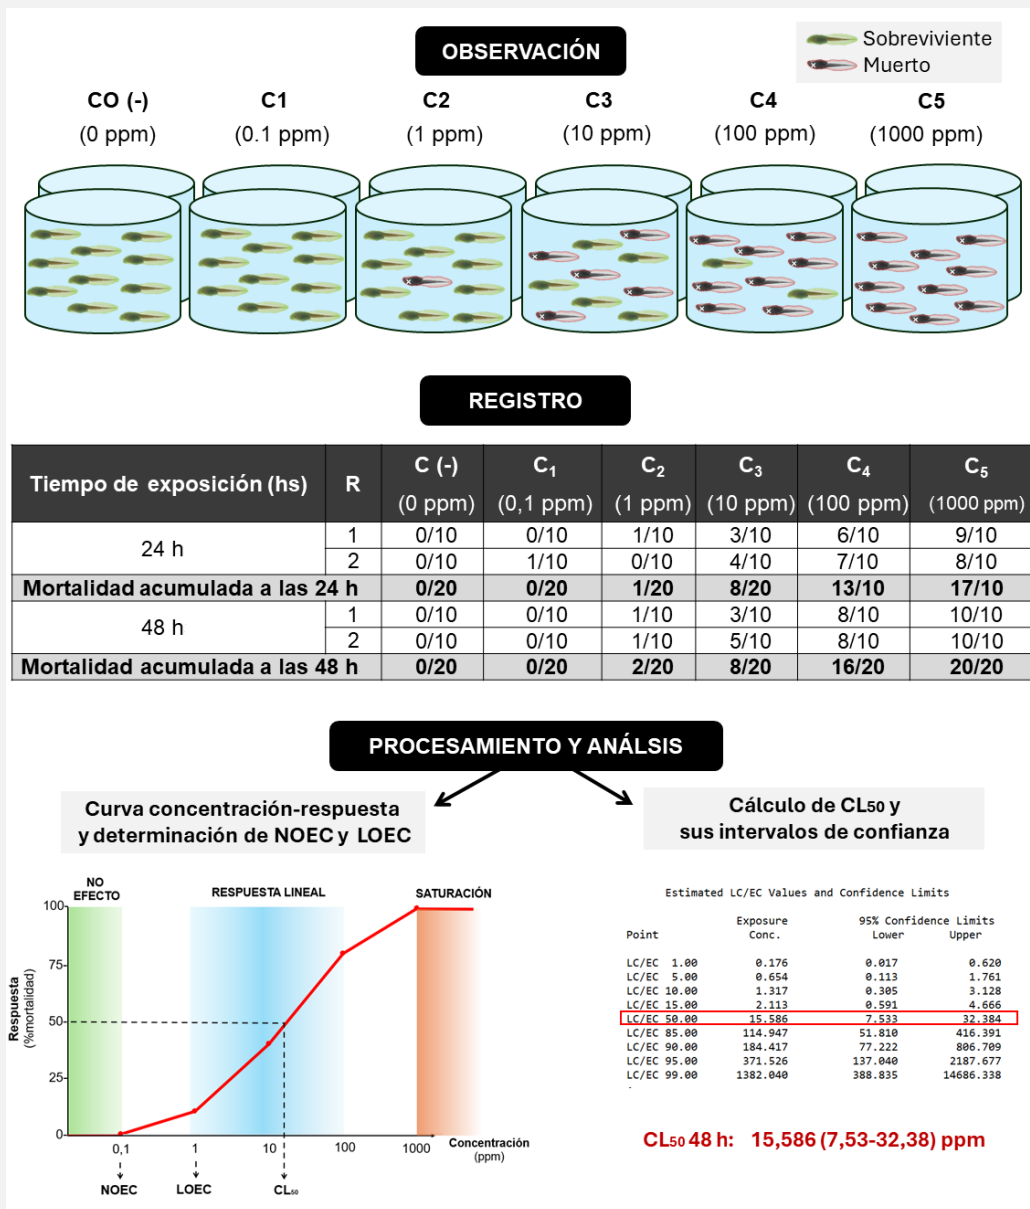 OBSERVACIÓN
Sobreviviente
Muerto
CO (-) C1 C2 C3 C4 C5
(0 ppm) (0.1 ppm) (1 ppm) (10 ppm) (100 ppm) (1000 ppm)
REGISTRO
Tiempo de exposición (hs) R C (-) C1 C2 C3 C4 C5
(0 ppm) (0,1 ppm) (1 ppm) (10 ppm) (100 ppm) (1000 ppm)
24 h 1 0/10 0/10 1/10 3/10 6/10 9/10
2 0/10 1/10 0/10 4/10 7/10 8/10
Mortalidad acumulada a las 24 h 0/20 0/20 1/20 8/20 13/10 17/10
48 h 1 0/10 0/10 1/10 3/10 8/10 10/10
2 0/10 0/10 1/10 5/10 8/10 10/10
Mortalidad acumulada a las 48 h 0/20 0/20 2/20 8/20 16/20 20/20
PROCESAMIENTO Y ANÁLSIS
Curva concentración-respuesta
y determinación de NOEC y LOEC
NO
EFECTO
RESPUESTA LINEAL
SATURACIÓN
100
75
50
25
0
Respuesta
(%mortalidad)
0,1 1 10 100 1000
Concentración
(ppm)
NOEC LOEC CL50
Cálculo de CL50 y
sus intervalos de confianza
Estimated LC/EC Values and Confidence Limits
Exposure 95% Confidence Limits
Point Conc. Lower Upper
LC/EC 1.00 0.176 0.017 0.620
LC/EC 5.00 0.654 0.113 1.761
LC/EC 10.00 1.317 0.305 3.128
LC/EC 15.00 2.113 0.591 4.666
LC/EC 50.00 15.586 7.533 32.384
LC/EC 85.00 114.947 51.810 416.391
LC/EC 90.00 184.417 77.222 806.709
LC/EC 95.00 371.526 137.040 2187.677
LC/EC 99.00 1382.040 388.835 14686.338
CL50 48 h: 15,586 (7,53-32,38) ppm